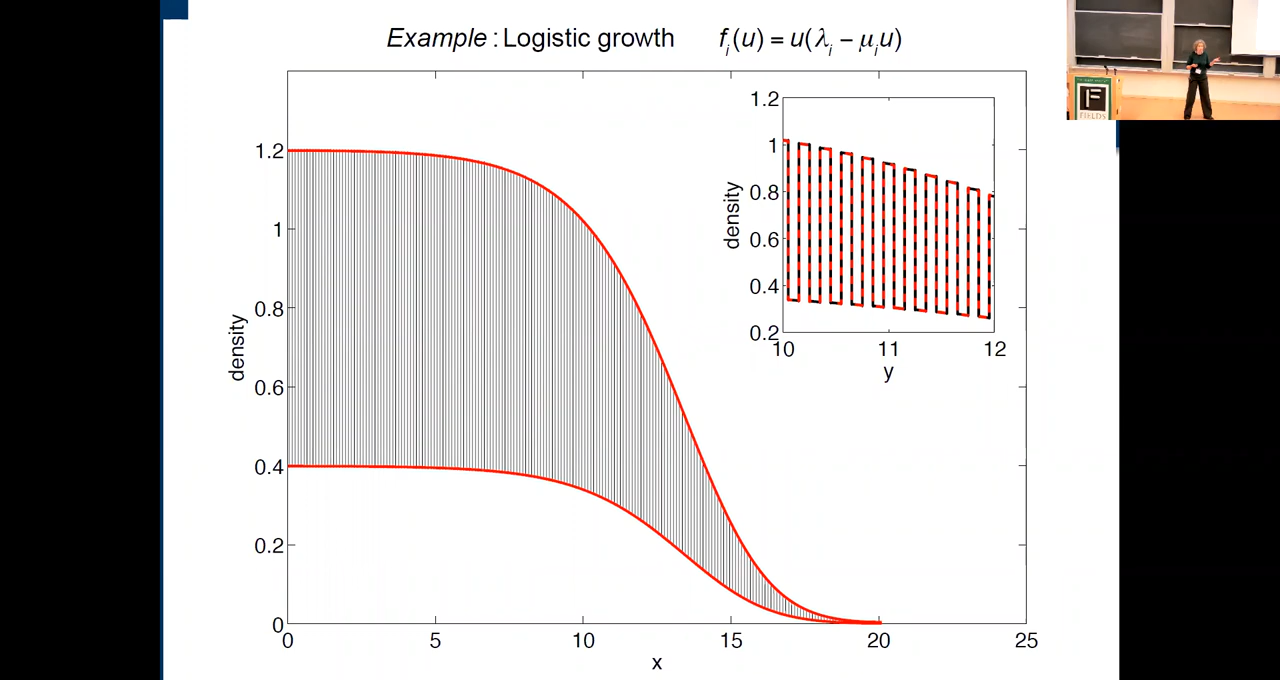 Example : Logistic growth f_i(u) = u(λ_i − μ_i u)
density
1.2
1
0.8
0.6
0.4
0.2
0
0 5 10 15 20 25
x
density
1.2
1
0.8
0.6
0.4
0.2
10 11 12
y
F
FIELDS